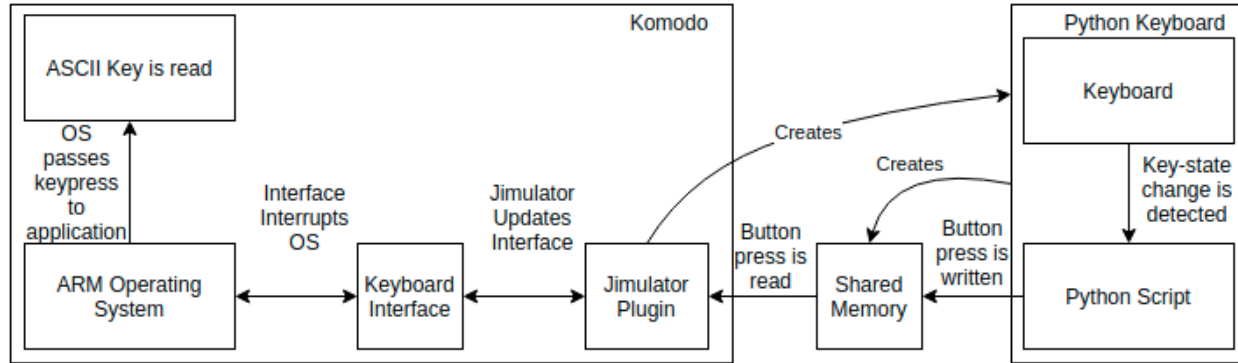 Komodo
Python Keyboard
ASCII Key is read
Keyboard
OS
passes
keypress
to
application
Interface
Interrupts
OS
Jimulator
Updates
Interface
Creates
Creates
Key-state
change is
detected
Button
press is
read
Button
press is
written
ARM Operating
System
Keyboard
Interface
Jimulator
Plugin
Shared
Memory
Python Script